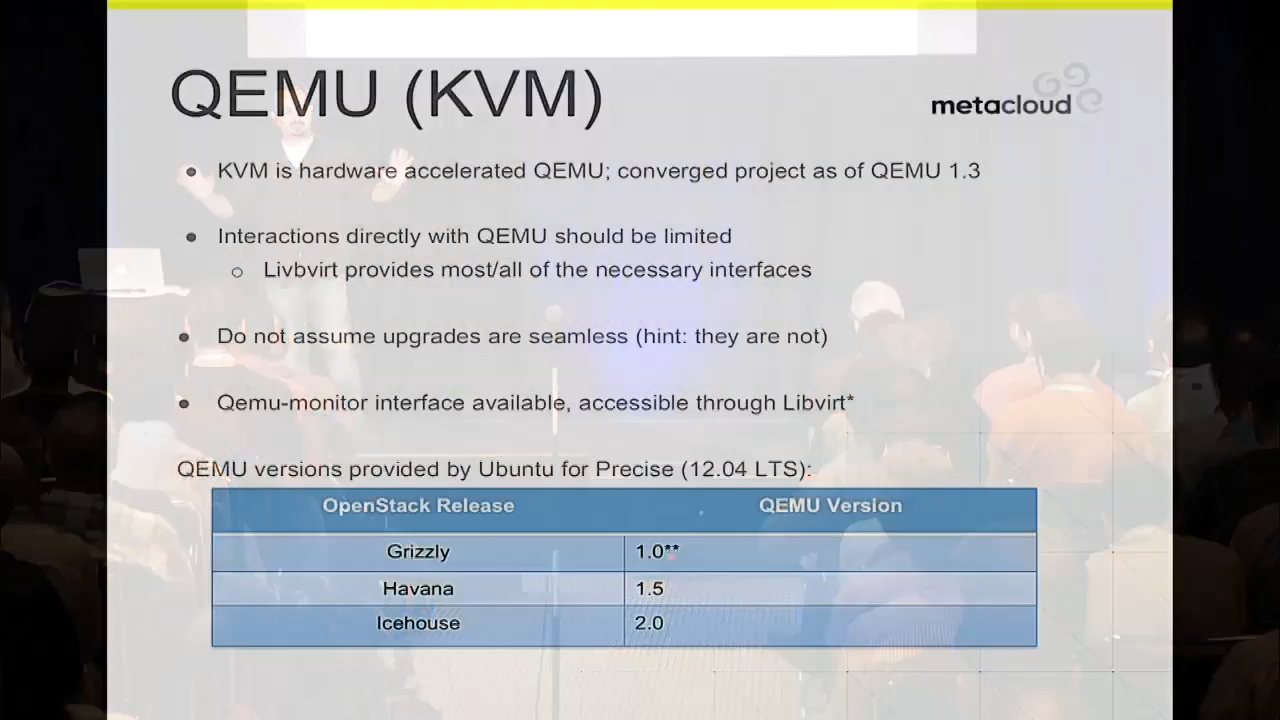 QEMU (KVM)
metacloud
KVM is hardware accelerated QEMU; converged project as of QEMU 1.3
Interactions directly with QEMU should be limited
Livbvirt provides most/all of the necessary interfaces
Do not assume upgrades are seamless (hint: they are not)
Qemu-monitor interface available, accessible through Libvirt*
QEMU versions provided by Ubuntu for Precise (12.04 LTS):
OpenStack Release QEMU Version
Grizzly 1.0**
Havana 1.5
Icehouse 2.0